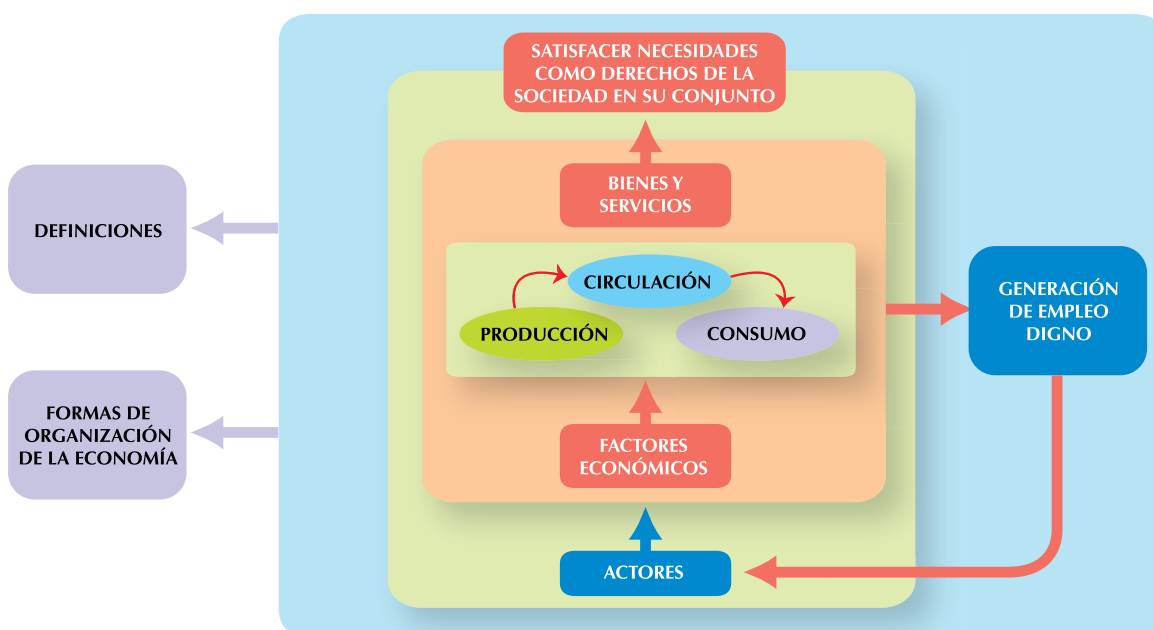 SATISFACER NECESIDADES
COMO DERECHOS DE LA
SOCIEDAD EN SU CONJUNTO
BIENES Y
SERVICIOS
DEFINICIONES
CIRCULACIÓN
PRODUCCIÓN
CONSUMO
GENERACIÓN
DE EMPLEO
DIGNO
FORMAS DE
ORGANIZACIÓN
DE LA ECONOMÍA
FACTORES
ECONÓMICOS
ACTORES